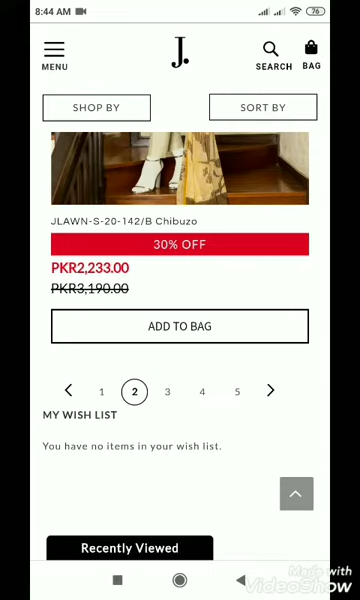 8:44 AM
76
J.
MENU
SEARCH
BAG
SHOP BY
SORT BY
JLAWN-S-20-142/B Chibuzo
30% OFF
PKR2,233.00
PKR3,190.00
ADD TO BAG
1 2 3 4 5
MY WISH LIST
You have no items in your wish list.
Recently Viewed
Made with
VideoShow